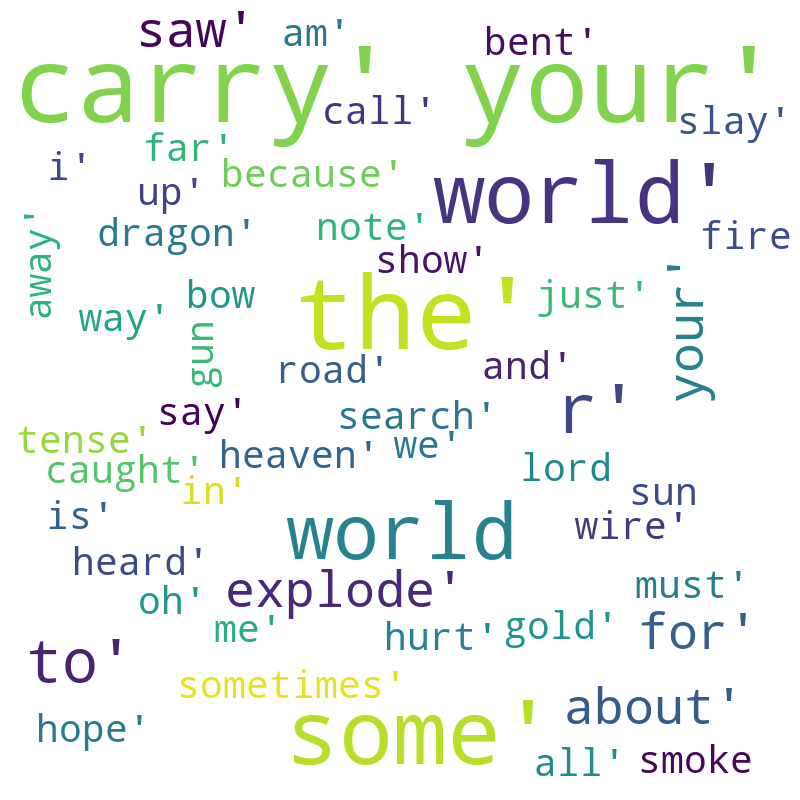 saw' am' bent'
carry' your'
call' slay'
far'
i' because'
up' world'
dragon' note' fire
away' show'
way' bow the' just' your'
gun
road' and'
say' search' r'
tense' heaven' we'
caught' lord
in' sun
is' world wire'
heard' explode' must'
oh' me' hurt' gold' for'
to'
sometimes'
hope' some' about'
all' smoke